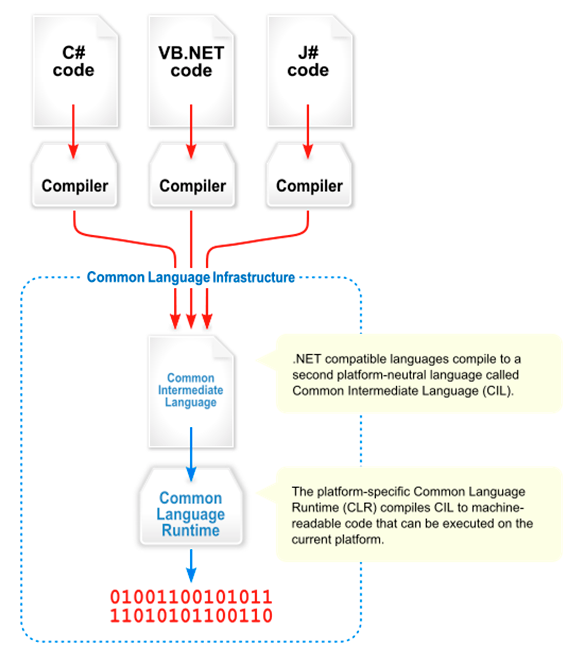 C#
code
VB.NET
code
J#
code
Compiler
Compiler
Compiler
Common Language Infrastructure
Common
Intermediate
Language
.NET compatible languages compile to a
second platform-neutral language called
Common Intermediate Language (CIL).
Common
Language
Runtime
The platform-specific Common Language
Runtime (CLR) compiles CIL to machine-
readable code that can be executed on the
current platform.
01001100101011
11010101100110